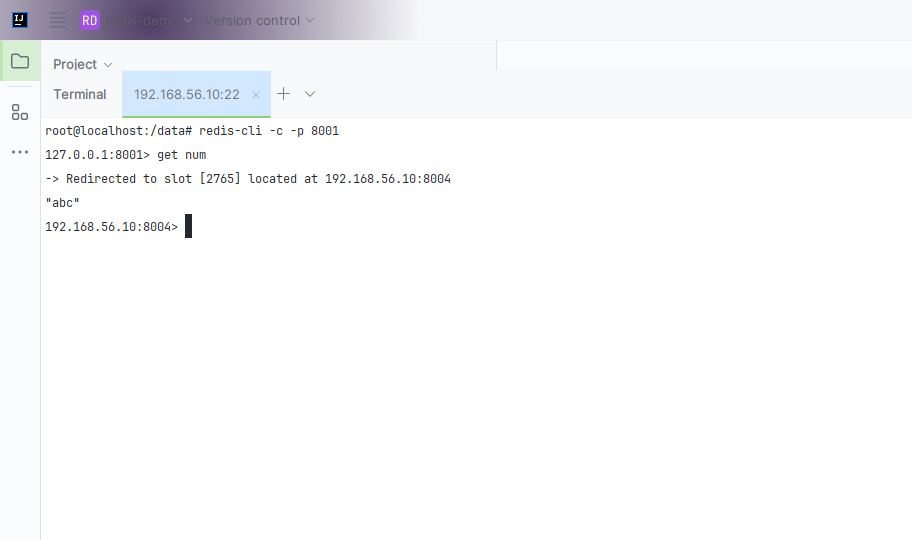 RD
redis-demo
Version control
Project
Terminal
192.168.56.10:22
root@localhost:/data# redis-cli -c -p 8001
127.0.0.1:8001> get num
-> Redirected to slot [2765] located at 192.168.56.10:8004
"abc"
192.168.56.10:8004>